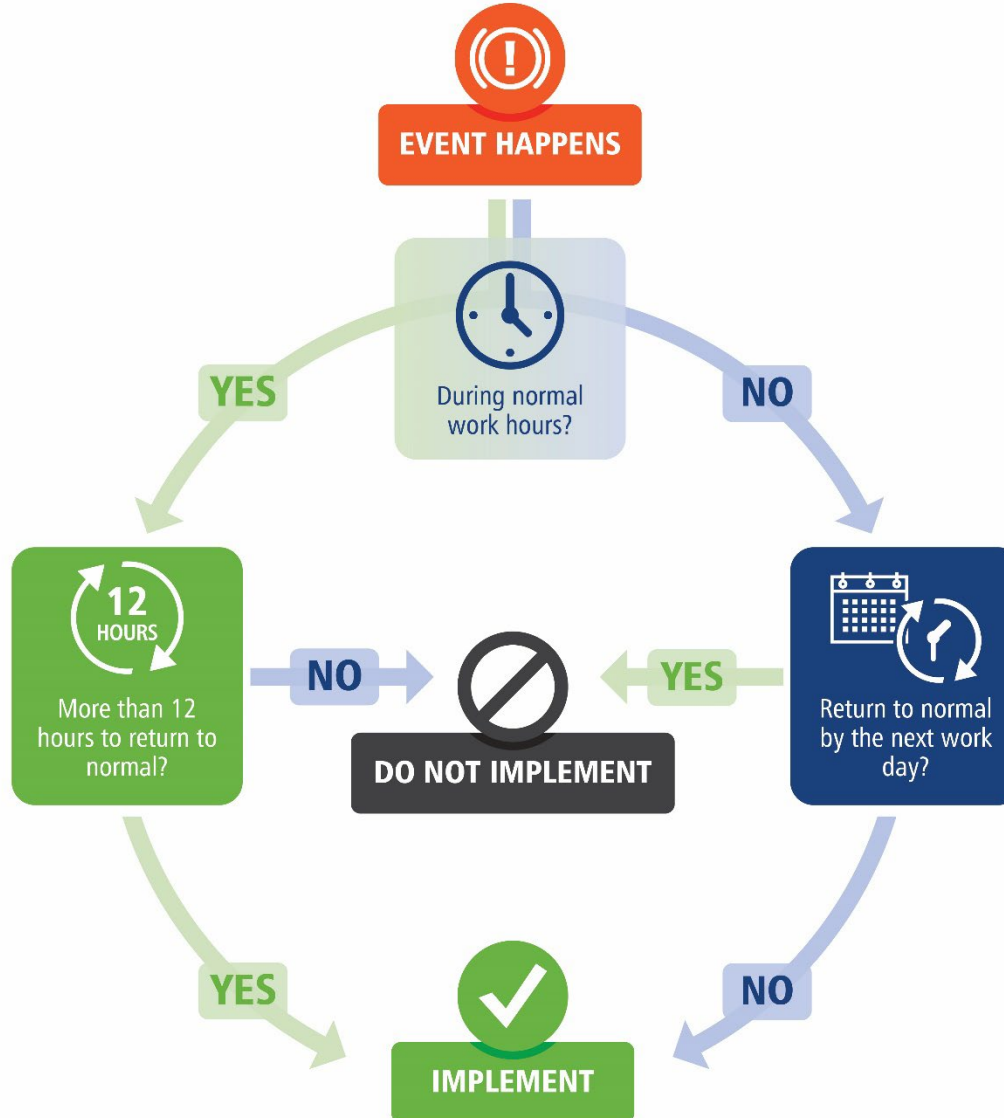 !
EVENT HAPPENS
During normal
work hours?
YES
NO
12
HOURS
More than 12
hours to return to
normal?
NO
YES
DO NOT IMPLEMENT
Return to normal
by the next work
day?
YES
NO
IMPLEMENT